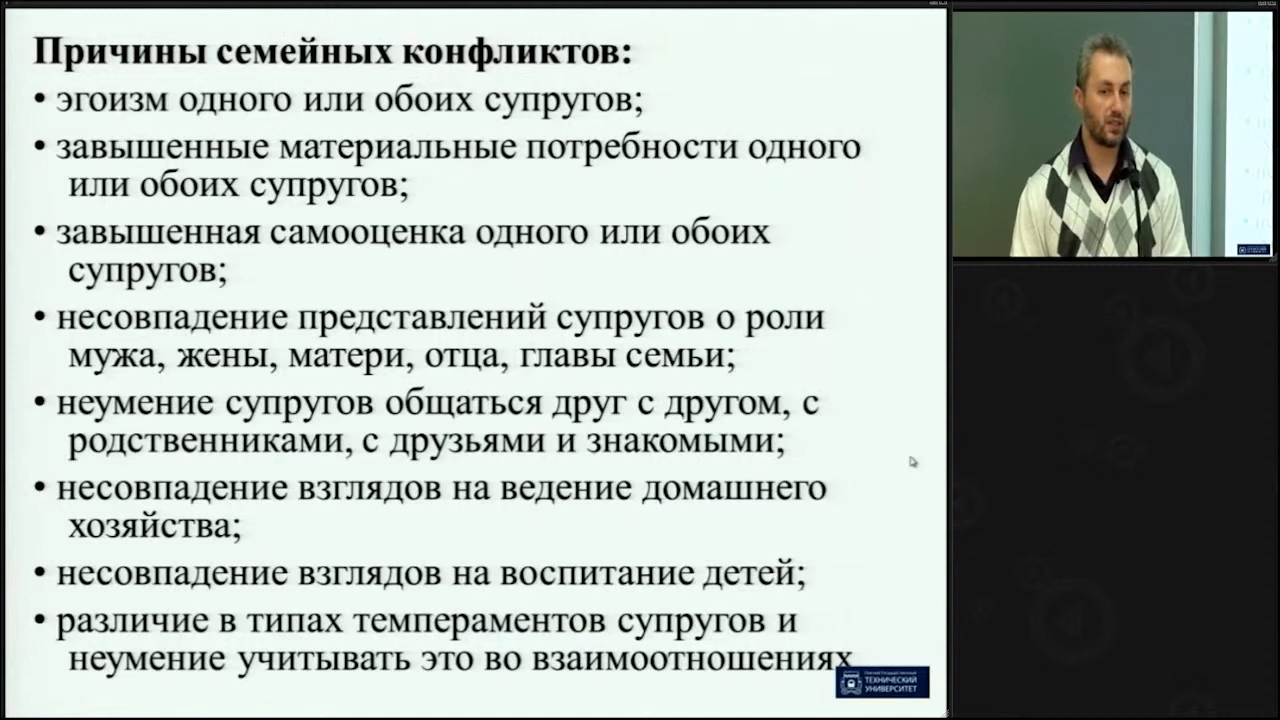 Причины семейных конфликтов:
• эгоизм одного или обоих супругов;
• завышенные материальные потребности одного
или обоих супругов;
• завышенная самооценка одного или обоих
супругов;
• несовпадение представлений супругов о роли
мужа, жены, матери, отца, главы семьи;
• неумение супругов общаться друг с другом, с
родственниками, с друзьями и знакомыми;
• несовпадение взглядов на ведение домашнего
хозяйства;
• несовпадение взглядов на воспитание детей;
• различие в типах темпераментов супругов и
неумение учитывать это во взаимоотношениях
ТЕХНИЧЕСКИЙ
УНИВЕРСИТЕТ